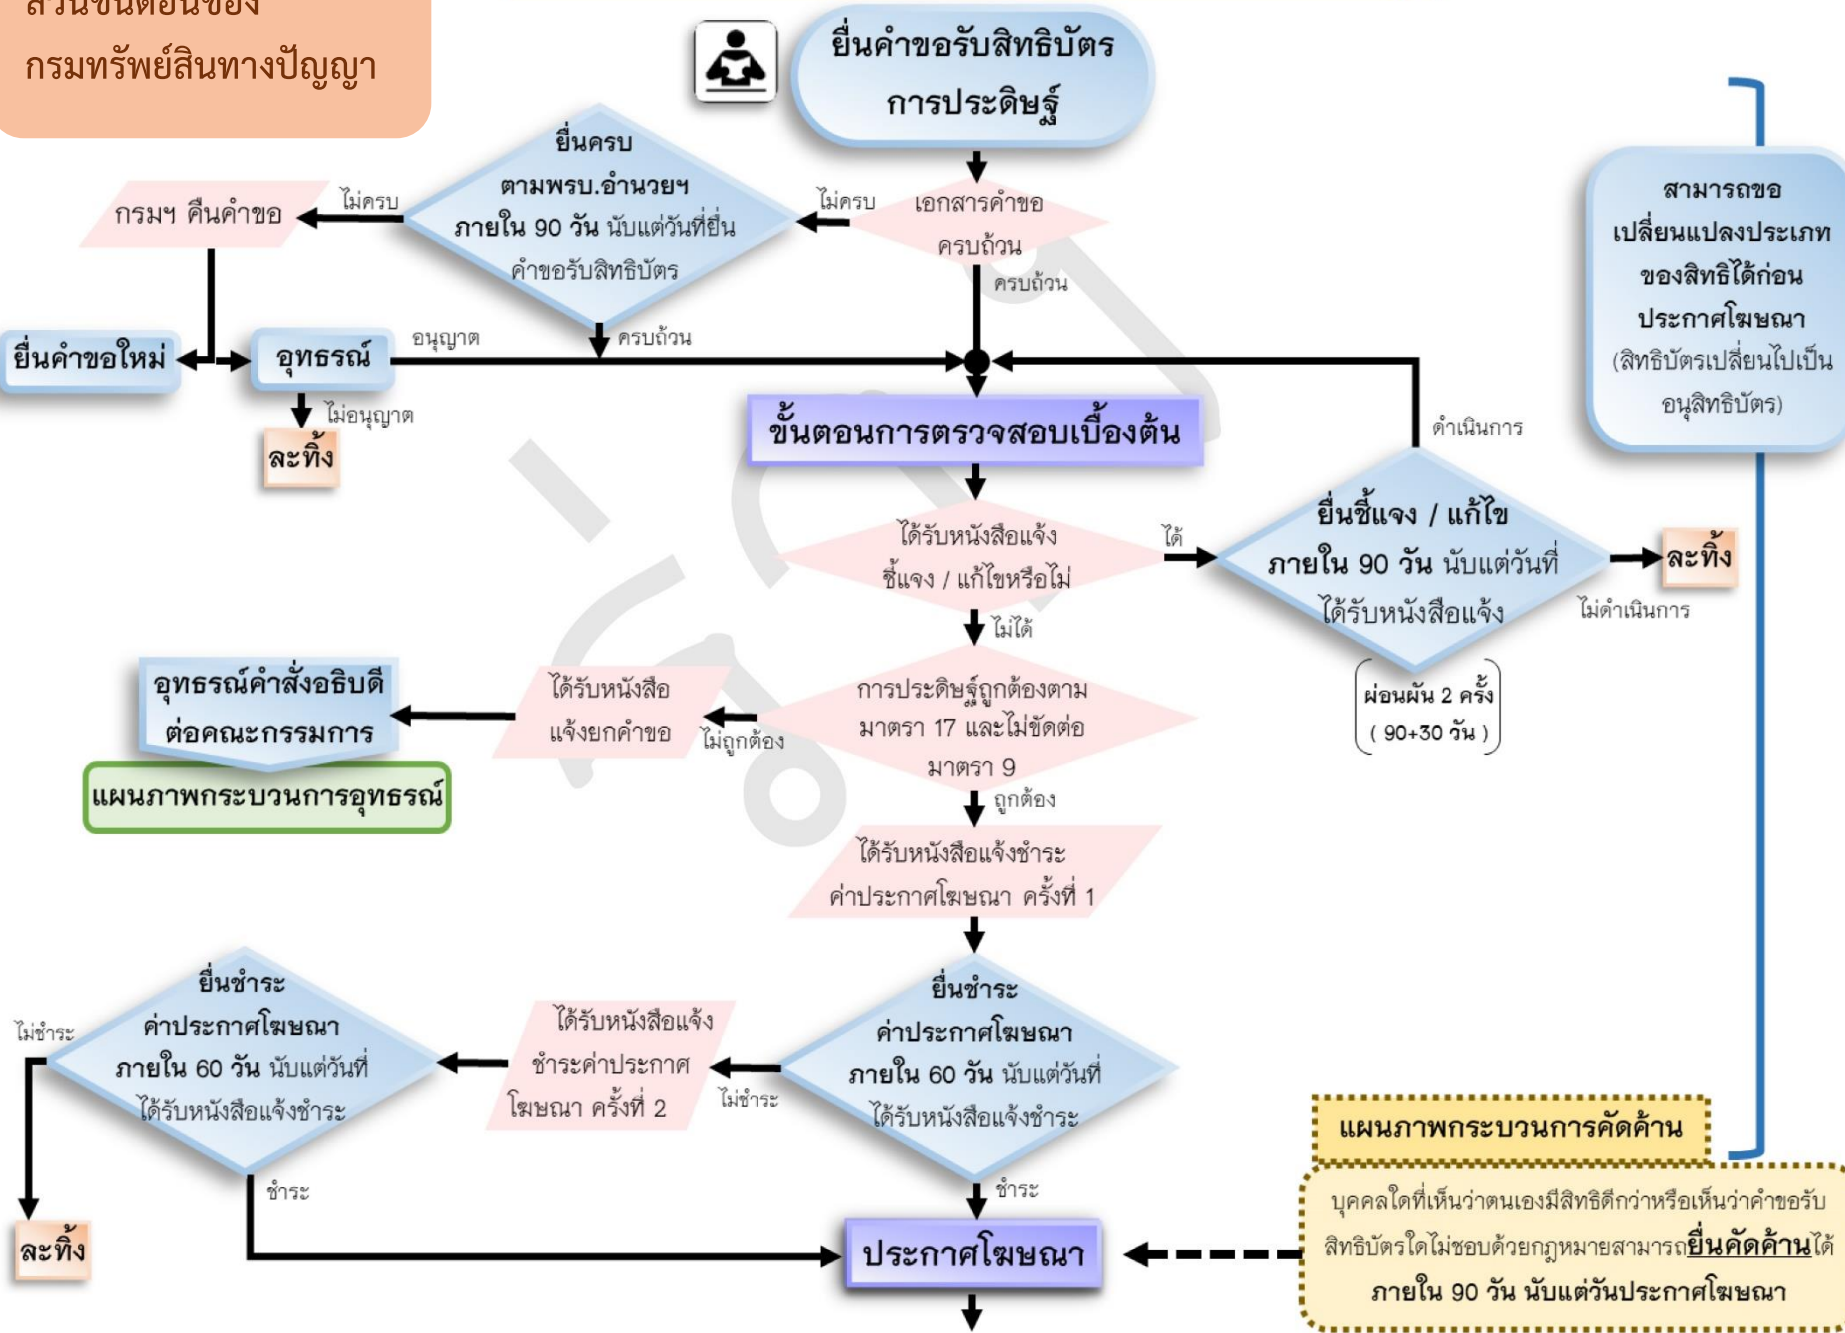 ส่วนขั้นตอนของ
กรมทรัพย์สินทางปัญญา
ยื่นคำขอรับสิทธิบัตร
การประดิษฐ์
ยื่นครบ
ตามพรบ.อำนวยฯ
ภายใน 90 วัน นับแต่วันที่ยื่น
คำขอรับสิทธิบัตร
ไม่ครบ
เอกสารคำขอ
ครบถ้วน
ไม่ครบ
กรมฯ คืนคำขอ
ครบถ้วน
ครบถ้วน
ยื่นคำขอใหม่
อุทธรณ์
อนุญาต
ไม่อนุญาต
ละทิ้ง
สามารถขอ
เปลี่ยนแปลงประเภท
ของสิทธิได้ก่อน
ประกาศโฆษณา
(สิทธิบัตรเปลี่ยนไปเป็น
อนุสิทธิบัตร)
ขั้นตอนการตรวจสอบเบื้องต้น
ดำเนินการ
ได้รับหนังสือแจ้ง
ชี้แจง / แก้ไขหรือไม่
ได้
ยื่นชี้แจง / แก้ไข
ภายใน 90 วัน นับแต่วันที่
ได้รับหนังสือแจ้ง
ละทิ้ง
ไม่ดำเนินการ
ผ่อนผัน 2 ครั้ง
( 90+30 วัน )
ไม่ได้
การประดิษฐ์ถูกต้องตาม
มาตรา 17 และไม่ขัดต่อ
มาตรา 9
ไม่ถูกต้อง
ได้รับหนังสือ
แจ้งยกคำขอ
อุทธรณ์คำสั่งอธิบดี
ต่อคณะกรรมการ
แผนภาพกระบวนการอุทธรณ์
ถูกต้อง
ได้รับหนังสือแจ้งชำระ
ค่าประกาศโฆษณา ครั้งที่ 1
ยื่นชำระ
ค่าประกาศโฆษณา
ภายใน 60 วัน นับแต่วันที่
ได้รับหนังสือแจ้งชำระ
ไม่ชำระ
ได้รับหนังสือแจ้ง
ชำระค่าประกาศ
โฆษณา ครั้งที่ 2
ยื่นชำระ
ค่าประกาศโฆษณา
ภายใน 60 วัน นับแต่วันที่
ได้รับหนังสือแจ้งชำระ
ไม่ชำระ
ละทิ้ง
ชำระ
ชำระ
ประกาศโฆษณา
แผนภาพกระบวนการคัดค้าน
บุคคลใดที่เห็นว่าตนเองมีสิทธิดีกว่าหรือเห็นว่าคำขอรับ
สิทธิบัตรใดไม่ชอบด้วยกฎหมายสามารถยื่นคัดค้านได้
ภายใน 90 วัน นับแต่วันประกาศโฆษณา